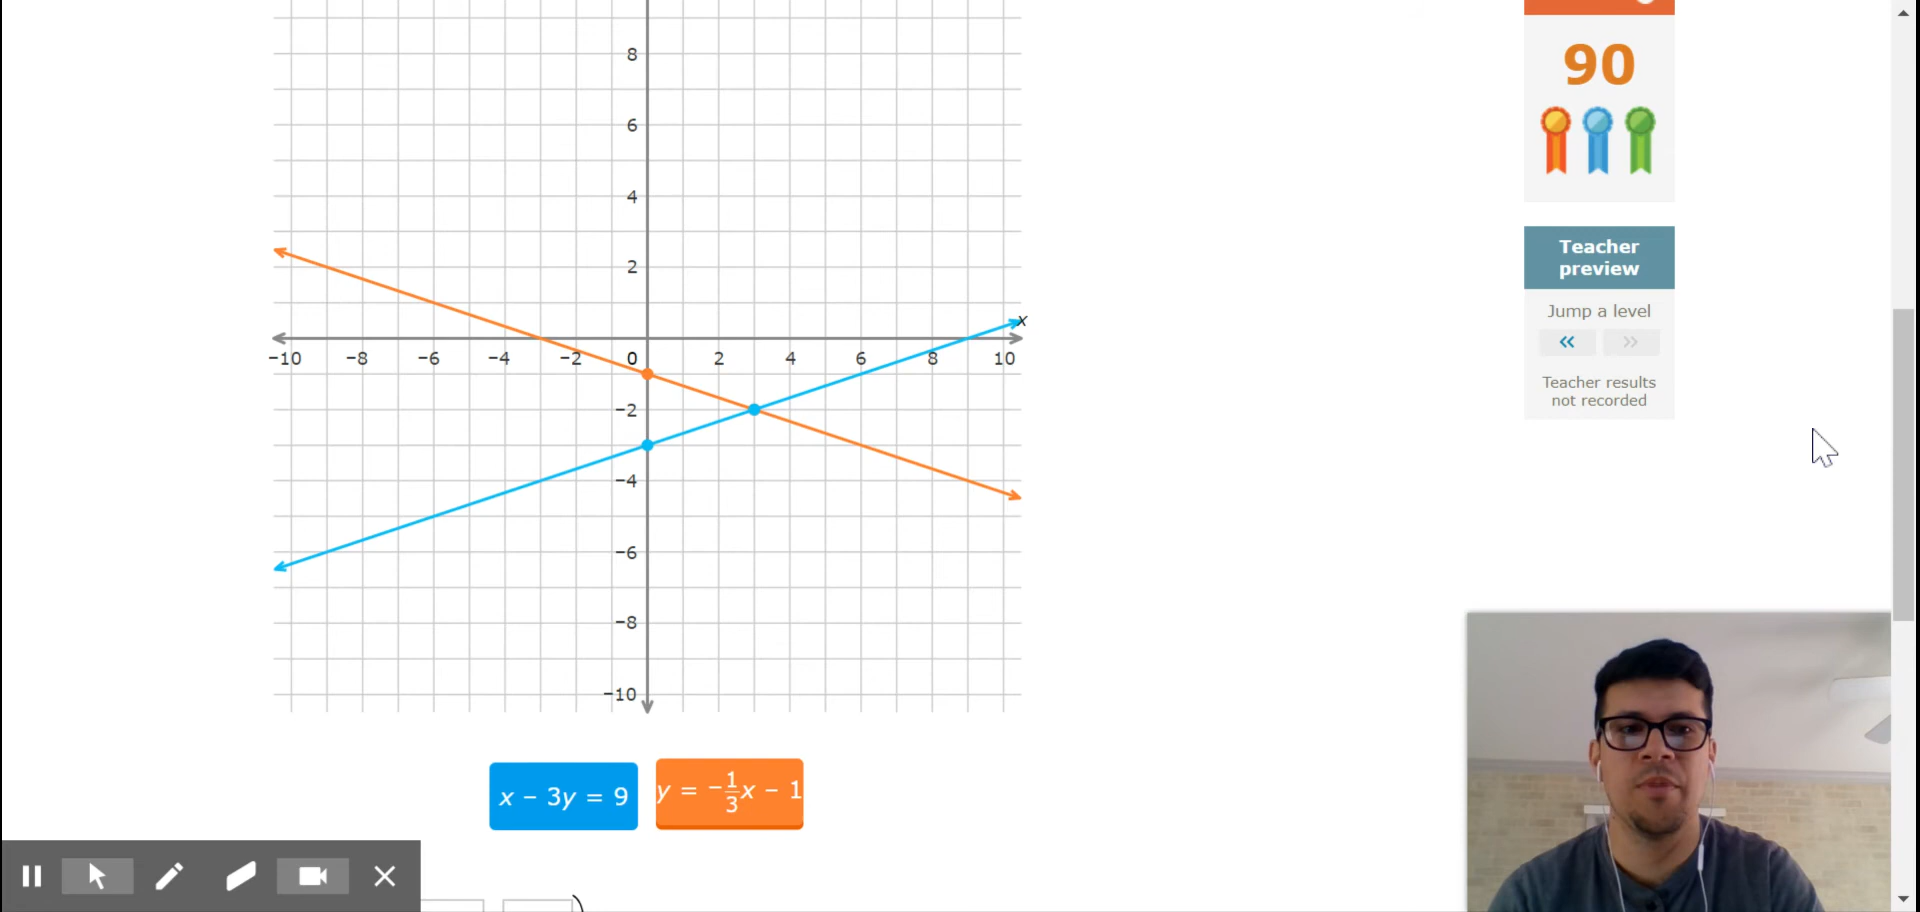 90
8
6
4
2
x
−10 −8 −6 −4 −2 0 2 4 6 8 10
−2
−4
−6
−8
−10
x − 3y = 9
y = −1/3x − 1
)
Teacher
preview
Jump a level
« »
Teacher results
not recorded